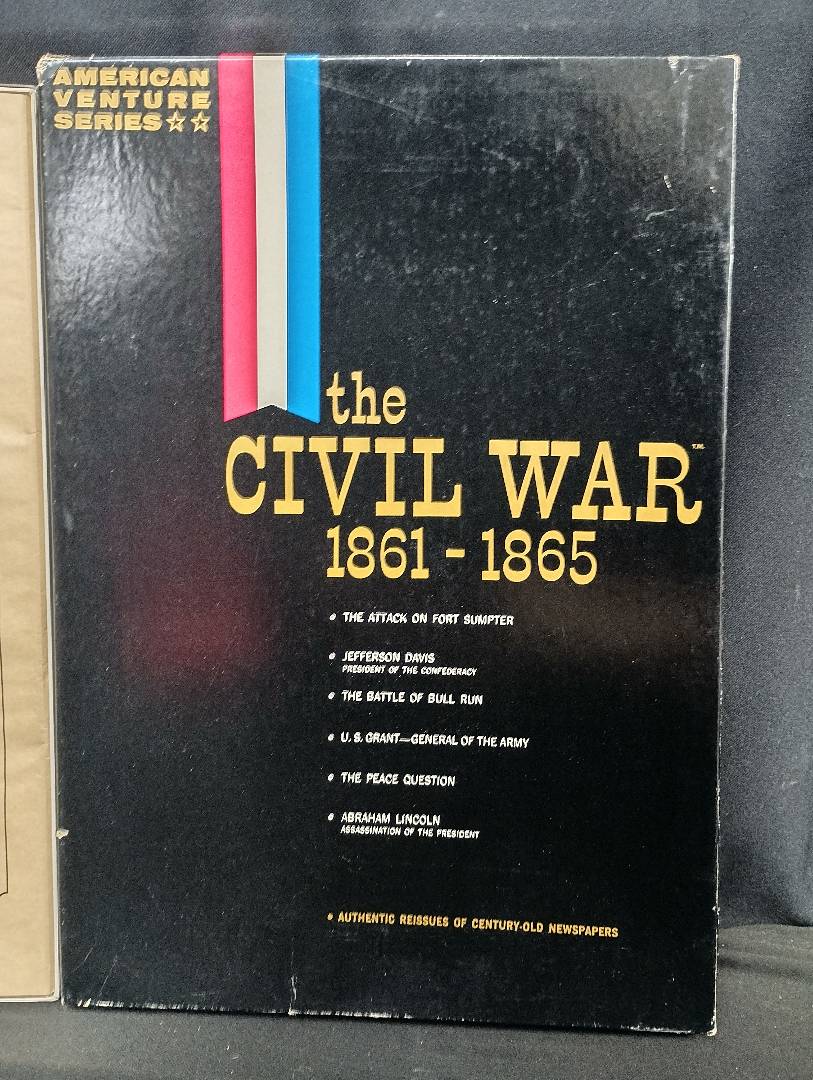 AMERICAN
VENTURE
SERIES☆☆
the
CIVIL WAR™
1861 - 1865
• THE ATTACK ON FORT SUMPTER
• JEFFERSON DAVIS
PRESIDENT OF THE CONFEDERACY
• THE BATTLE OF BULL RUN
• U. S. GRANT—GENERAL OF THE ARMY
• THE PEACE QUESTION
• ABRAHAM LINCOLN
ASSASSINATION OF THE PRESIDENT
• AUTHENTIC REISSUES OF CENTURY-OLD NEWSPAPERS